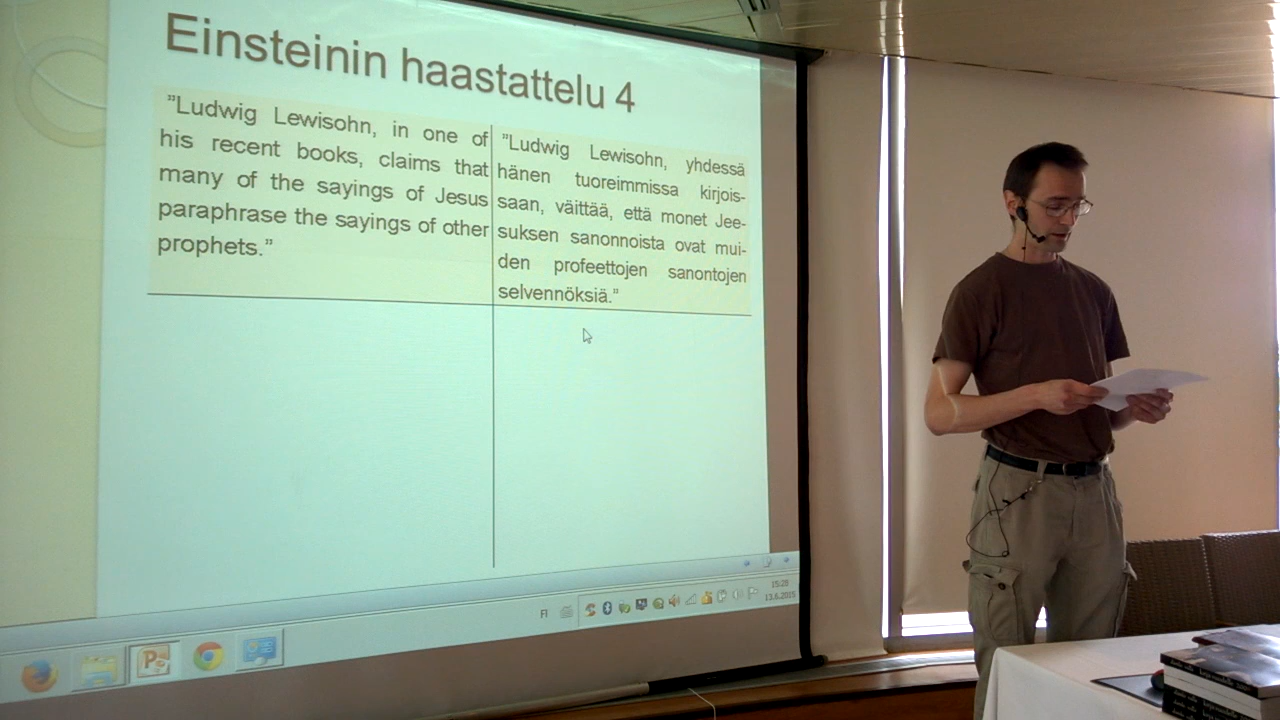 Einsteinin haastattelu 4
”Ludwig Lewisohn, in one of
his recent books, claims that
many of the sayings of Jesus
paraphrase the sayings of other
prophets.”
”Ludwig Lewisohn, yhdessä
hänen tuoreimmissa kirjois-
saan, väittää, että monet Jee-
suksen sanonnoista ovat mui-
den profeettojen sanontojen
selvennöksiä.”
FI
15:28
13.6.2015